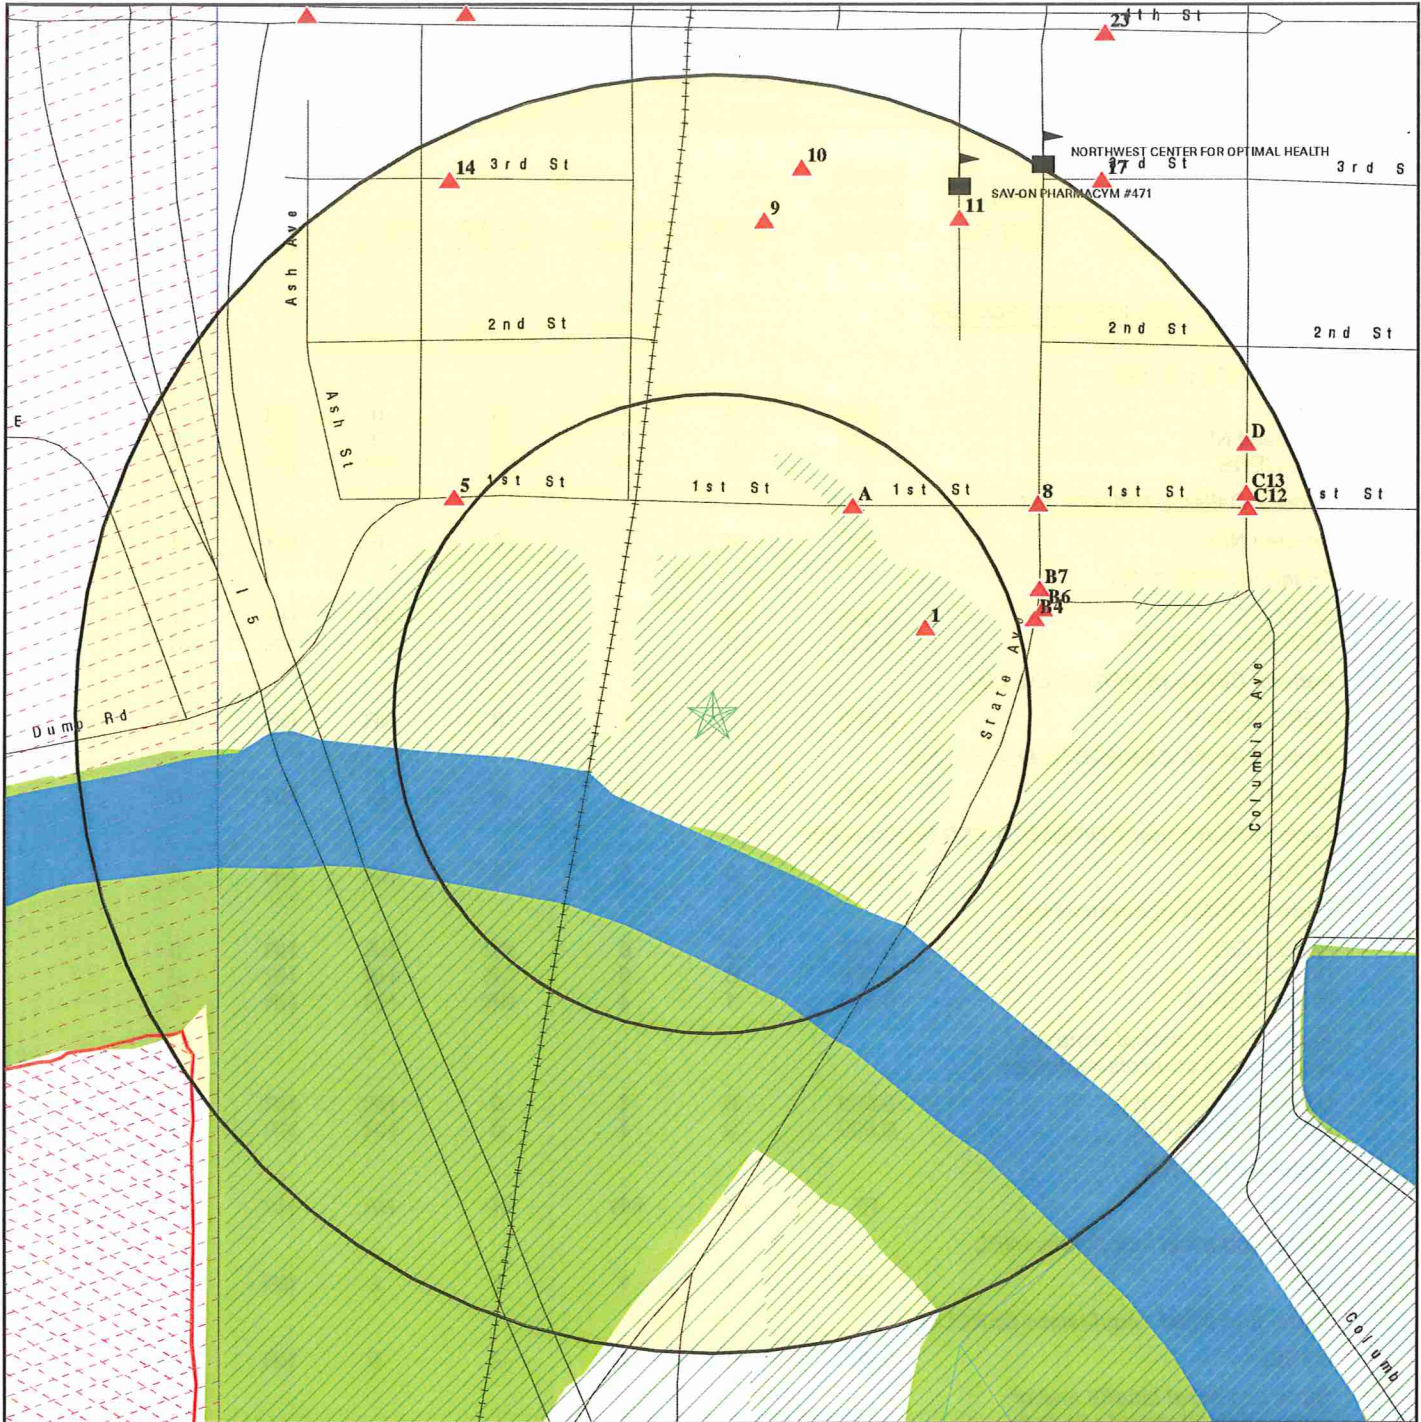 23
4th St
NORTHWEST CENTER FOR OPTIMAL HEALTH
14
3rd St
10
17
3rd St
3rd S
SAV-ON PHARMACYM #471
9
11
Ash Ave
2nd St
2nd St
2nd St
E
Ash St
D
5
1st St
1st St
A
1st St
8
1st St
C13
C12
1st St
I 5
B7
B6
B4
1
State Ave
Dump Rd
Columbia Ave
Columb